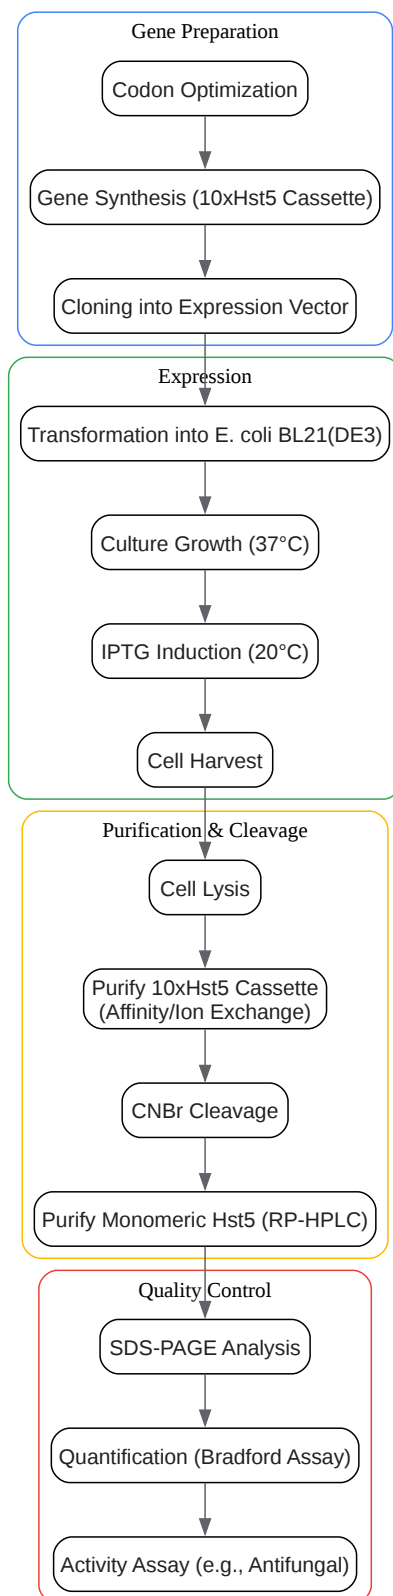 Gene Preparation
Codon Optimization
Gene Synthesis (10xHst5 Cassette)
Cloning into Expression Vector
Expression
Transformation into E. coli BL21(DE3)
Culture Growth (37°C)
IPTG Induction (20°C)
Cell Harvest
Purification & Cleavage
Cell Lysis
Purify 10xHst5 Cassette
(Affinity/Ion Exchange)
CNBr Cleavage
Purify Monomeric Hst5 (RP-HPLC)
Quality Control
SDS-PAGE Analysis
Quantification (Bradford Assay)
Activity Assay (e.g., Antifungal)